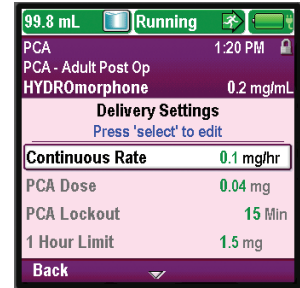 99.8 mL Running
PCA 1:20 PM
PCA - Adult Post Op
HYDROmorphone 0.2 mg/mL
Delivery Settings
Press 'select' to edit
Continuous Rate 0.1 mg/hr
PCA Dose 0.04 mg
PCA Lockout 15 Min
1 Hour Limit 1.5 mg
Back